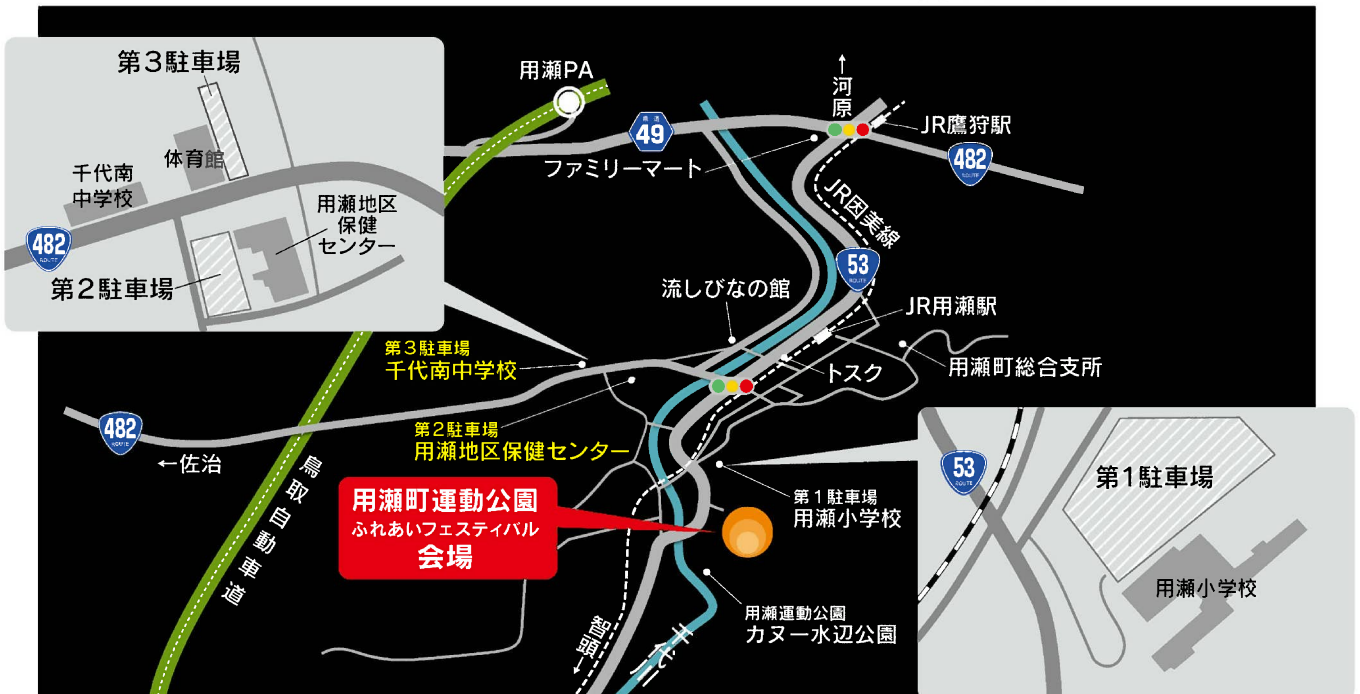 第3駐車場
体育館
千代南
中学校
用瀬地区
保健
センター
482
ROUTE
第2駐車場
用瀬PA
49
ファミリーマート
↑河原
JR鷹狩駅
482
ROUTE
JR因美線
53
ROUTE
流しびなの館
JR用瀬駅
トスク
用瀬町総合支所
第3駐車場
千代南中学校
第2駐車場
用瀬地区保健センター
482
ROUTE
←佐治
鳥取自動車道
用瀬町運動公園
ふれあいフェスティバル
会場
第1駐車場
用瀬小学校
用瀬運動公園
カヌー水辺公園
智頭↓
千代川
53
ROUTE
第1駐車場
用瀬小学校